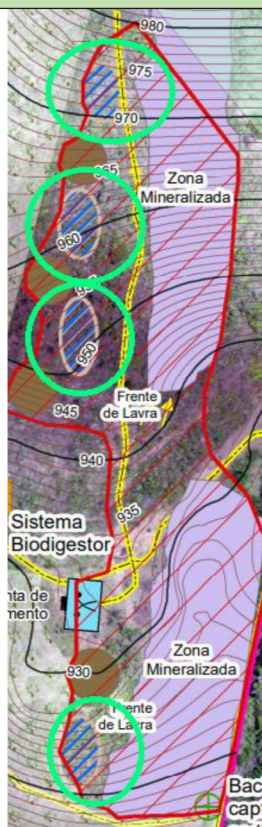 980
975
970
965
Zona
Mineralizada
960
950
945
Frente
de Lavra
940
935
Sistema
Biodigestor
nta de
mento
Zona
Mineralizada
930
Frente
de Lavra
Bac
capt